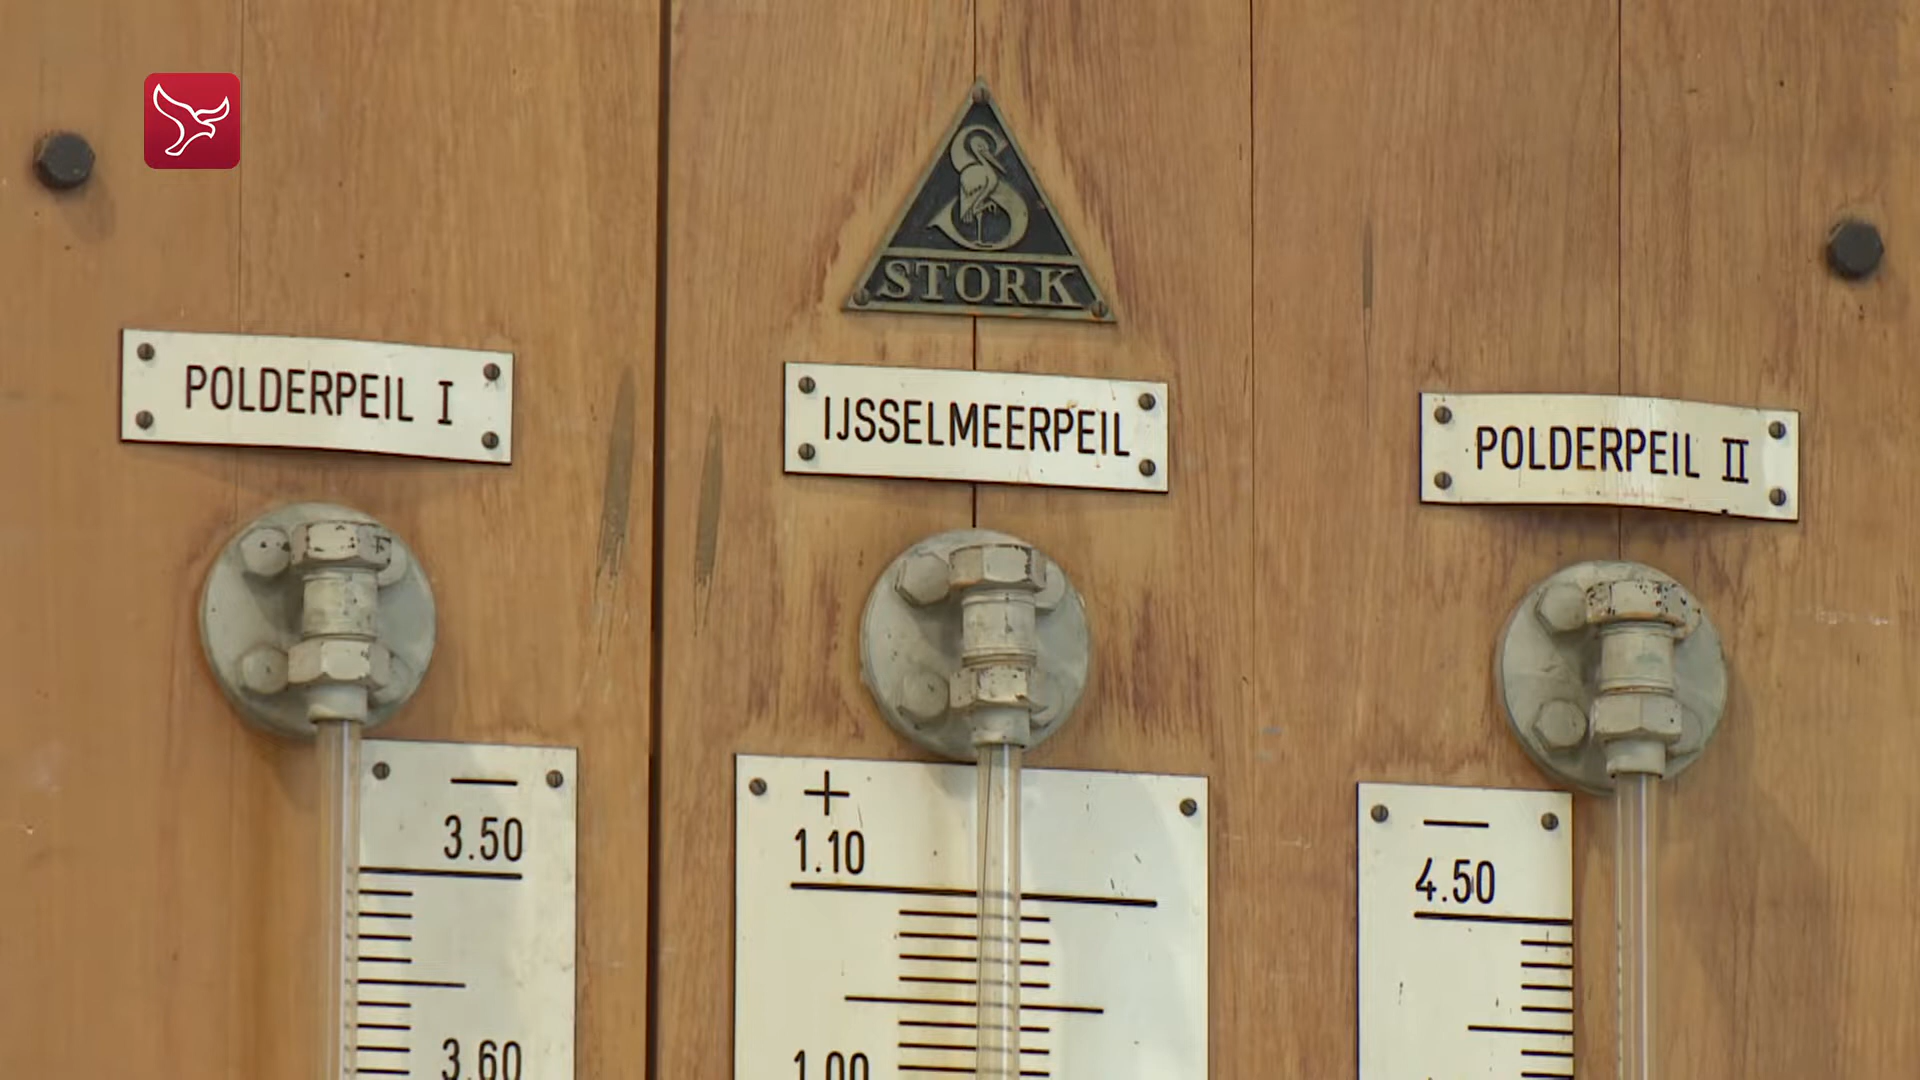 STORK
POLDERPEIL I
IJSSELMEERPEIL
POLDERPEIL II
—
3.50
3.60
+
1.10
1.00
—
4.50